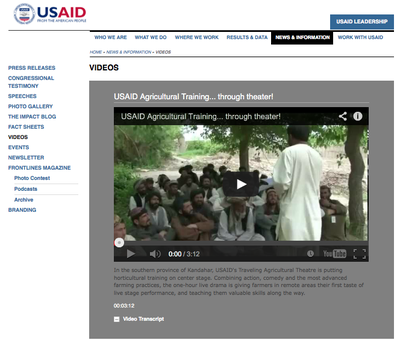 USAID
FROM THE AMERICAN PEOPLE
USAID LEADERSHIP
WHO WE ARE WHAT WE DO WHERE WE WORK RESULTS & DATA NEWS & INFORMATION WORK WITH USAID
HOME » NEWS & INFORMATION » VIDEOS
PRESS RELEASES
CONGRESSIONAL
TESTIMONY
SPEECHES
PHOTO GALLERY
THE IMPACT BLOG
FACT SHEETS
VIDEOS
EVENTS
NEWSLETTER
FRONTLINES MAGAZINE
Photo Contest
Podcasts
Archive
BRANDING
VIDEOS
USAID Agricultural Training... through theater!
USAID Agricultural Training... through theater!
0:00 / 3:12
YouTube
In the southern province of Kandahar, USAID's Traveling Agricultural Theatre is putting
horticultural training on center stage. Combining action, comedy and the most advanced
farming practices, the one-hour live drama is giving farmers in remote areas their first tastes of
live stage performance, and teaching them valuable skills along the way.
00:03:12
Video Transcript